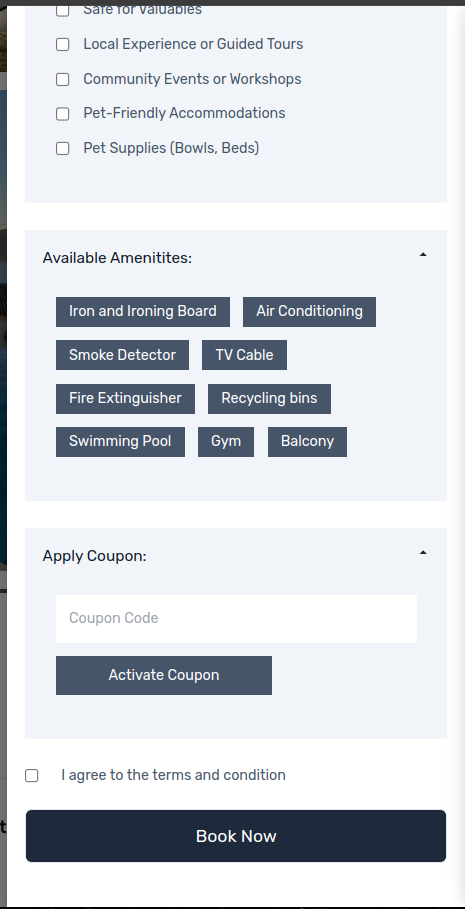 Safe for Valuables
Local Experience or Guided Tours
Community Events or Workshops
Pet-Friendly Accommodations
Pet Supplies (Bowls, Beds)
Available Amenitites:
Iron and Ironing Board Air Conditioning
Smoke Detector TV Cable
Fire Extinguisher Recycling bins
Swimming Pool Gym Balcony
Apply Coupon:
Coupon Code
Activate Coupon
I agree to the terms and condition
t
Book Now